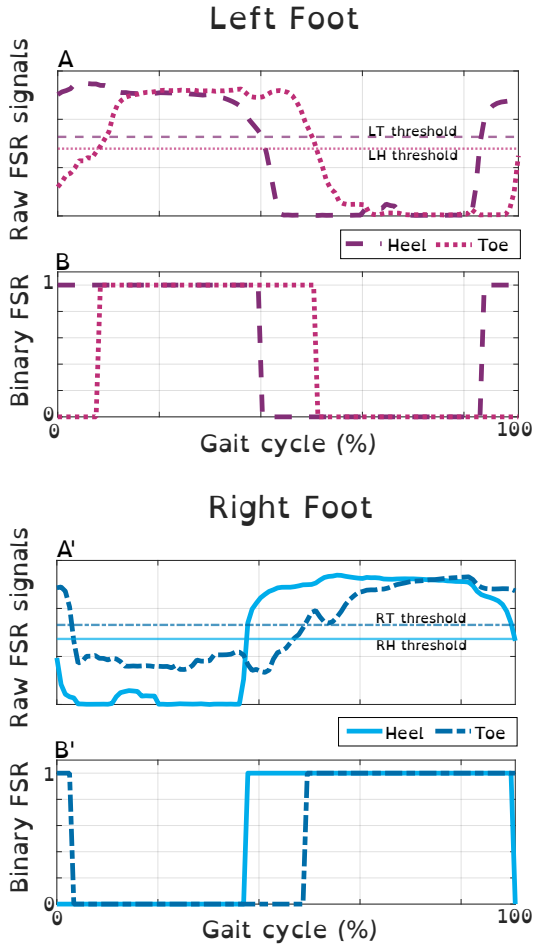 Left Foot
A
Raw FSR signals
LT threshold
LH threshold
Heel Toe
B
Binary FSR
1
0
0 100
Gait cycle (%)
Right Foot
A'
Raw FSR signals
RT threshold
RH threshold
Heel Toe
B'
Binary FSR
1
0
0 100
Gait cycle (%)